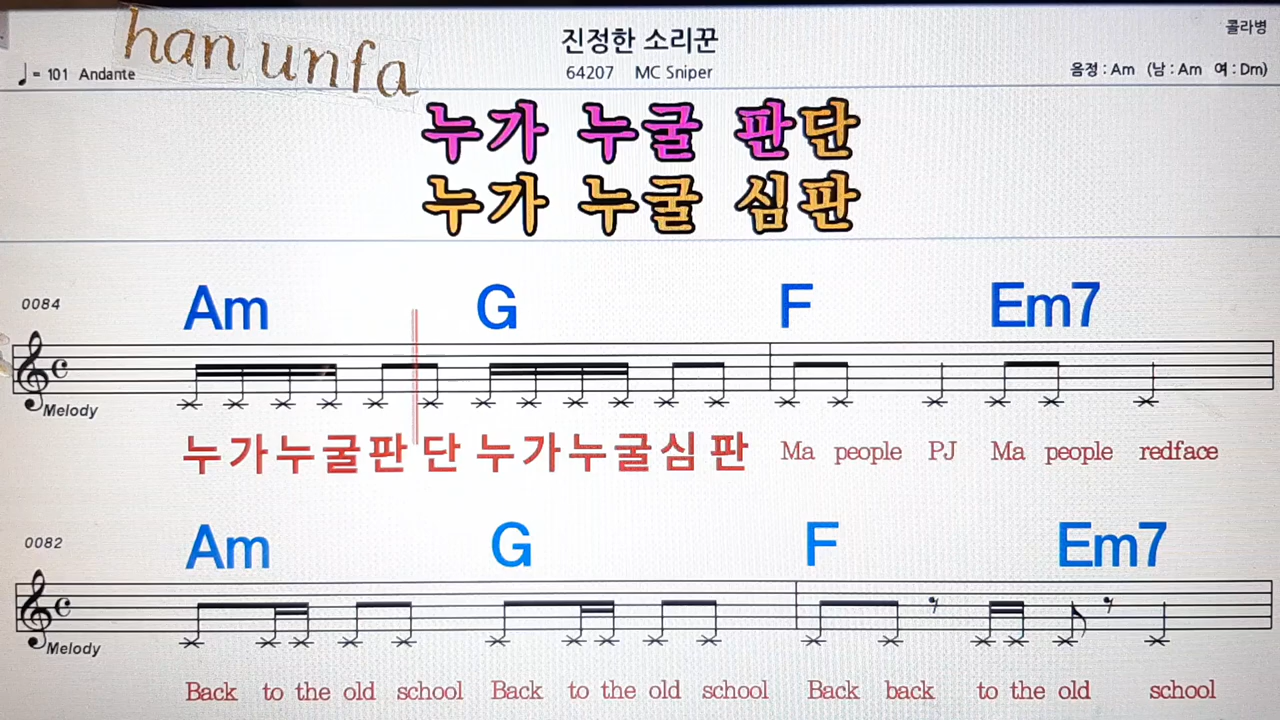 han unfa
진정한 소리꾼
콜라병
♩= 101 Andante
64207 MC Sniper
음정 : Am (남 : Am 여 : Dm)
누가 누굴 판단
누가 누굴 심판
0084
Am G F Em7
Melody
누가누굴판단 누가누굴심판 Ma people PJ Ma people redface
0082
Am G F Em7
Melody
Back to the old school Back to the old school Back back to the old school